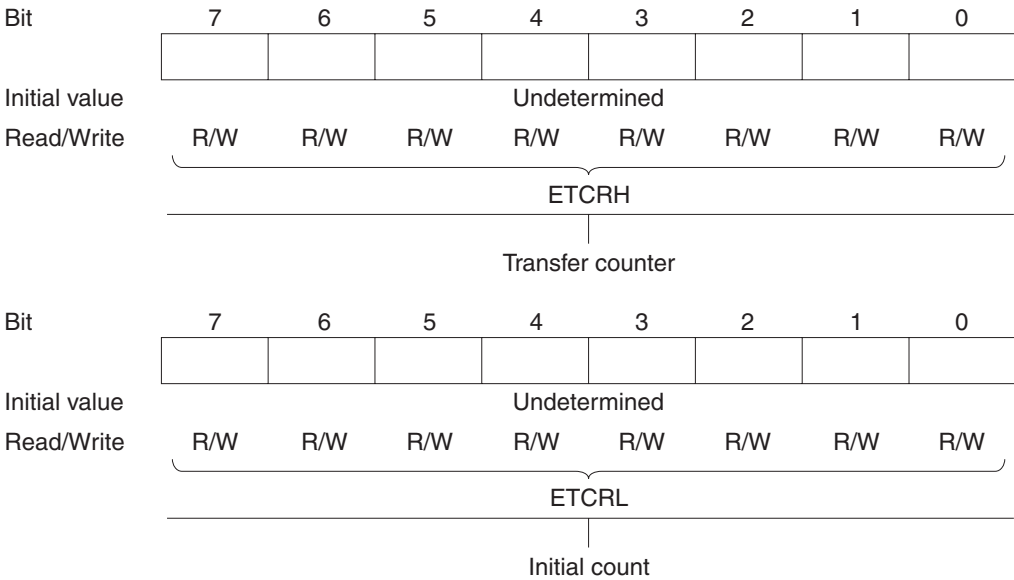 Bit 7 6 5 4 3 2 1 0
Initial value Undetermined
Read/Write R/W R/W R/W R/W R/W R/W R/W R/W
ETCRH
Transfer counter
Bit 7 6 5 4 3 2 1 0
Initial value Undetermined
Read/Write R/W R/W R/W R/W R/W R/W R/W R/W
ETCRL
Initial count